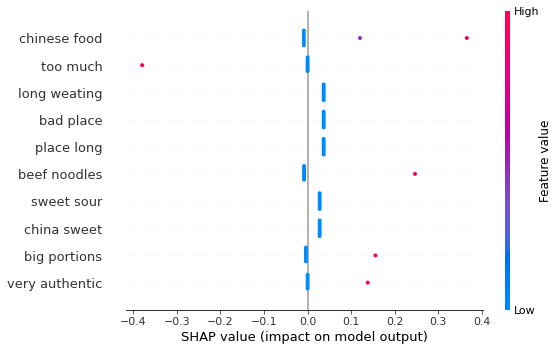 High
chinese food
too much
long weating
bad place
place long
beef noodles
sweet sour
china sweet
big portions
very authentic
Feature value
Low
−0.4 −0.3 −0.2 −0.1 0.0 0.1 0.2 0.3 0.4
SHAP value (impact on model output)